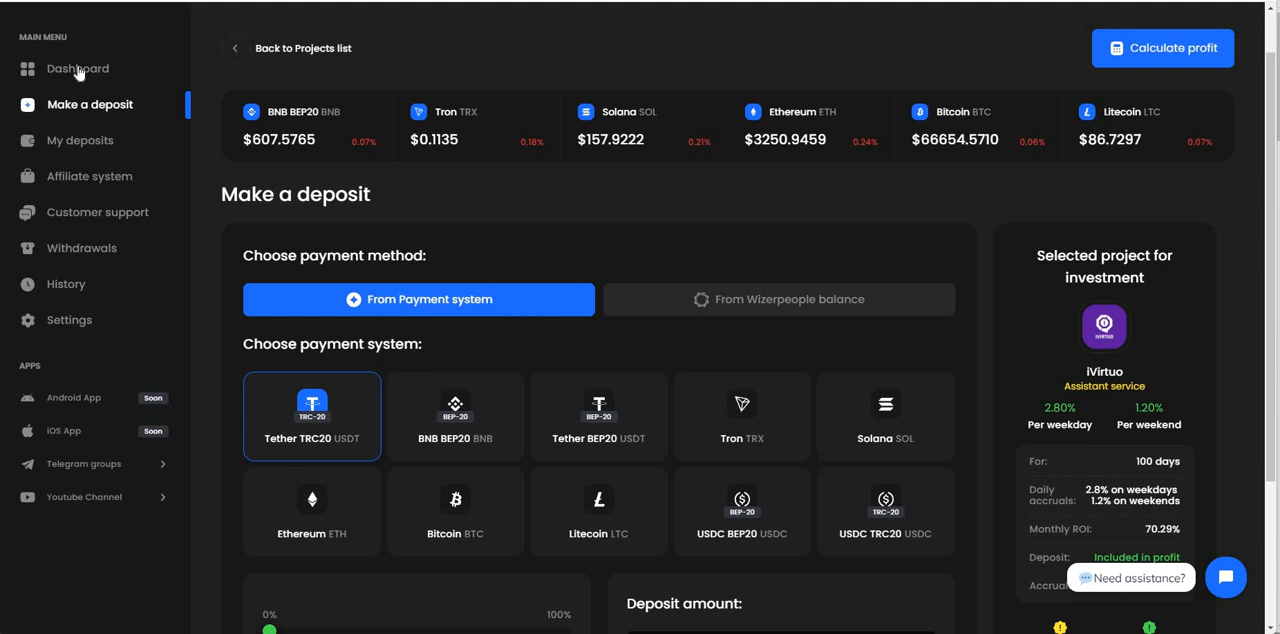 MAIN MENU
Dashboard
Make a deposit
My deposits
Affiliate system
Customer support
Withdrawals
History
Settings
APPS
Android App Soon
iOS App Soon
Telegram groups
Youtube Channel
Back to Projects list
Calculate profit
BNB BEP20 BNB
$607.5765 0.07%
Tron TRX
$0.1135 0.18%
Solana SOL
$157.9222 0.21%
Ethereum ETH
$3250.9459 0.24%
Bitcoin BTC
$66654.5710 0.06%
Litecoin LTC
$86.7297 0.07%
Make a deposit
Choose payment method:
From Payment system
From Wizerpeople balance
Choose payment system:
TRC-20
Tether TRC20 USDT
BEP-20
BNB BEP20 BNB
BEP-20
Tether BEP20 USDT
Tron TRX
Solana SOL
Ethereum ETH
Bitcoin BTC
Litecoin LTC
BEP-20
USDC BEP20 USDC
TRC-20
USDC TRC20 USDC
0% 100%
Deposit amount:
Selected project for
investment
IVIRTUO
iVirtuo
Assistant service
2.80% 1.20%
Per weekday Per weekend
For: 100 days
Daily accruals: 2.8% on weekdays
1.2% on weekends
Monthly ROI: 70.29%
Deposit: Included in profit
Accrua
Need assistance?